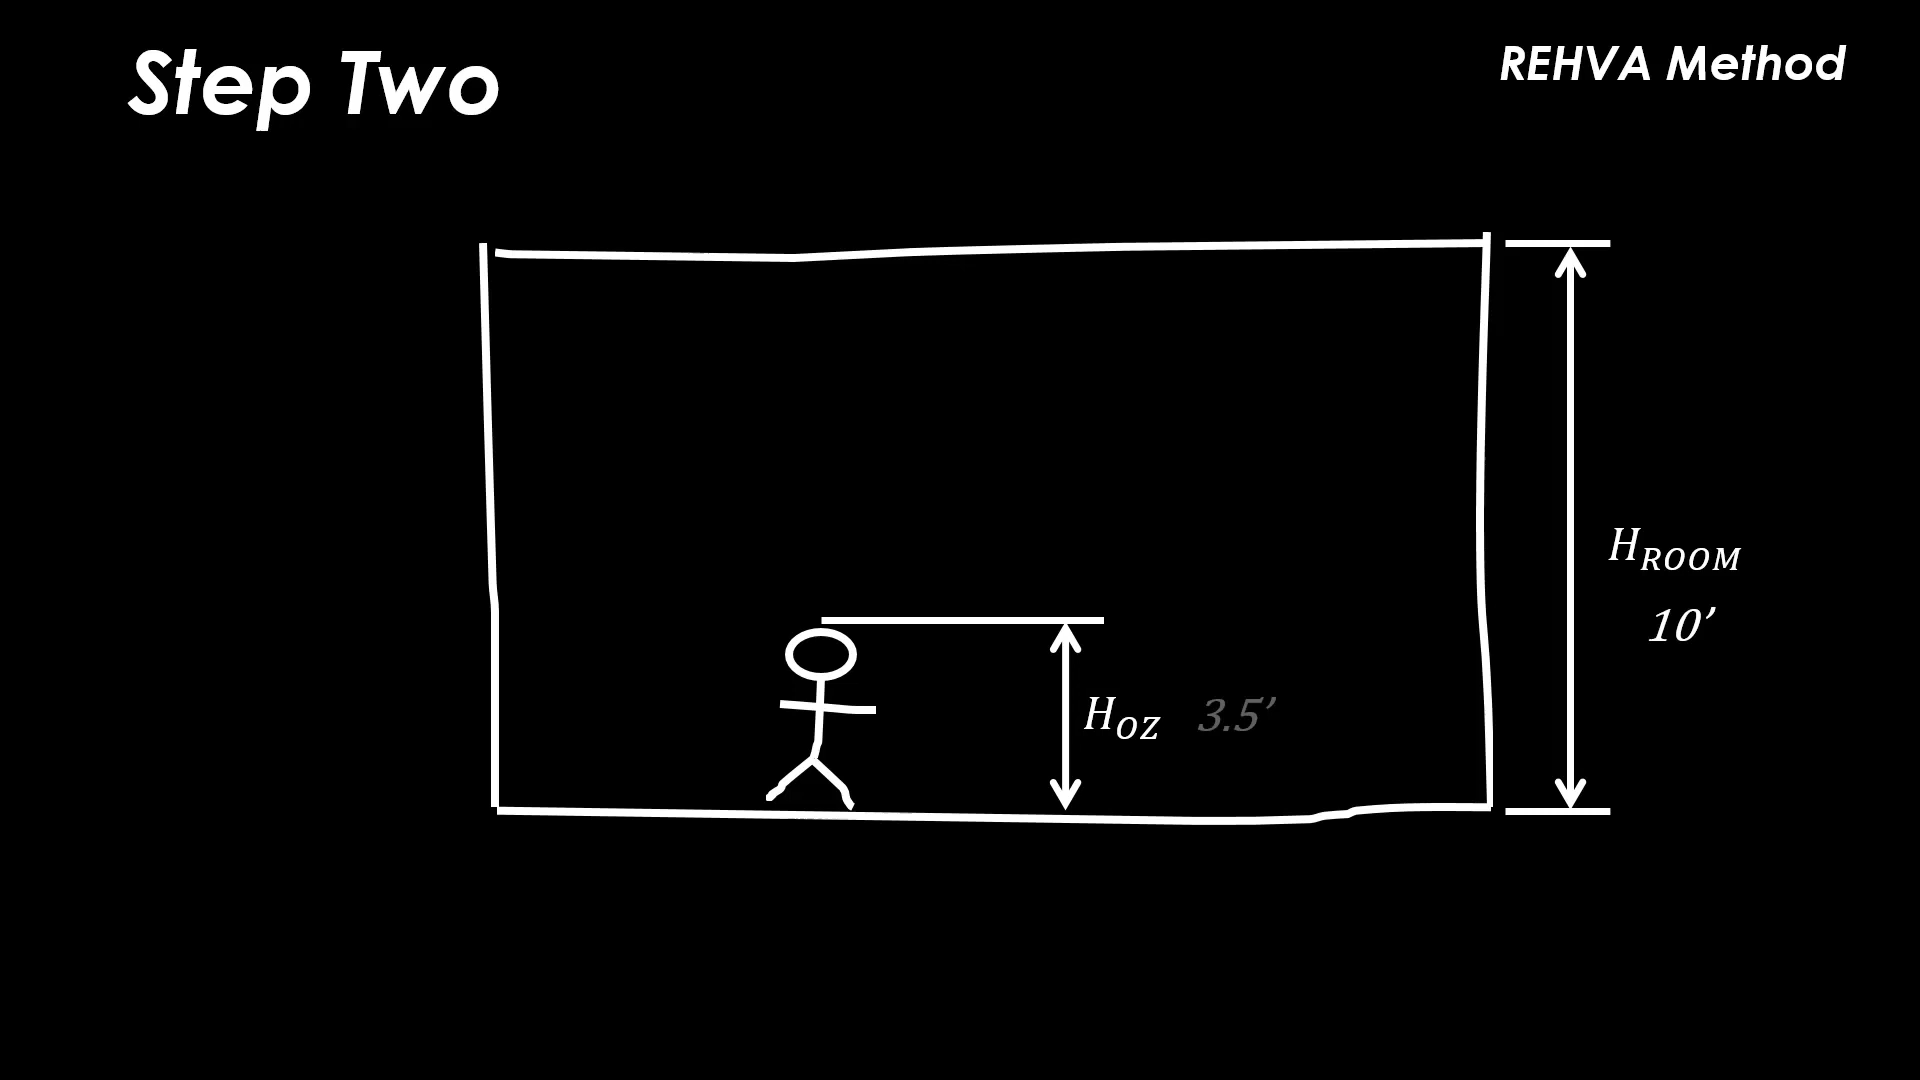 Step Two
REHVA Method
H_ROOM
10’
H_OZ 3.5’